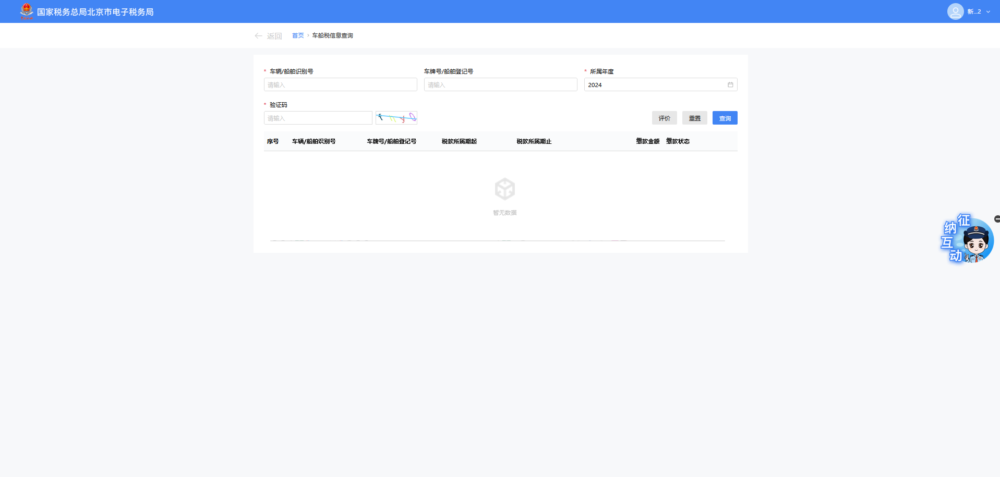 国家税务总局北京市电子税务局
新...2
返回 首页 › 车船税信息查询
* 车辆/船舶识别号 车牌号/船舶登记号 * 所属年度
请输入 请输入 2024
* 验证码
请输入 评价 重置 查询
序号 车辆/船舶识别号 车牌号/船舶登记号 税款所属期起 税款所属期止 缴款金额 缴款状态
暂无数据
征纳互动